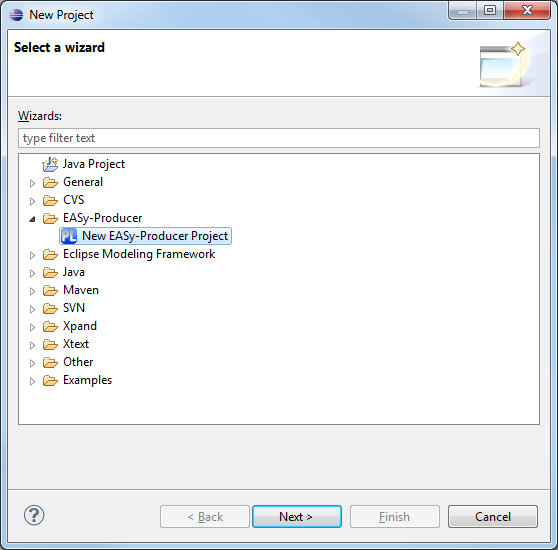 New Project
Select a wizard
Wizards:
type filter text
Java Project
General
CVS
EASy-Producer
PL New EASy-Producer Project
Eclipse Modeling Framework
Java
Maven
SVN
Xpand
Xtext
Other
Examples
? < Back Next > Finish Cancel